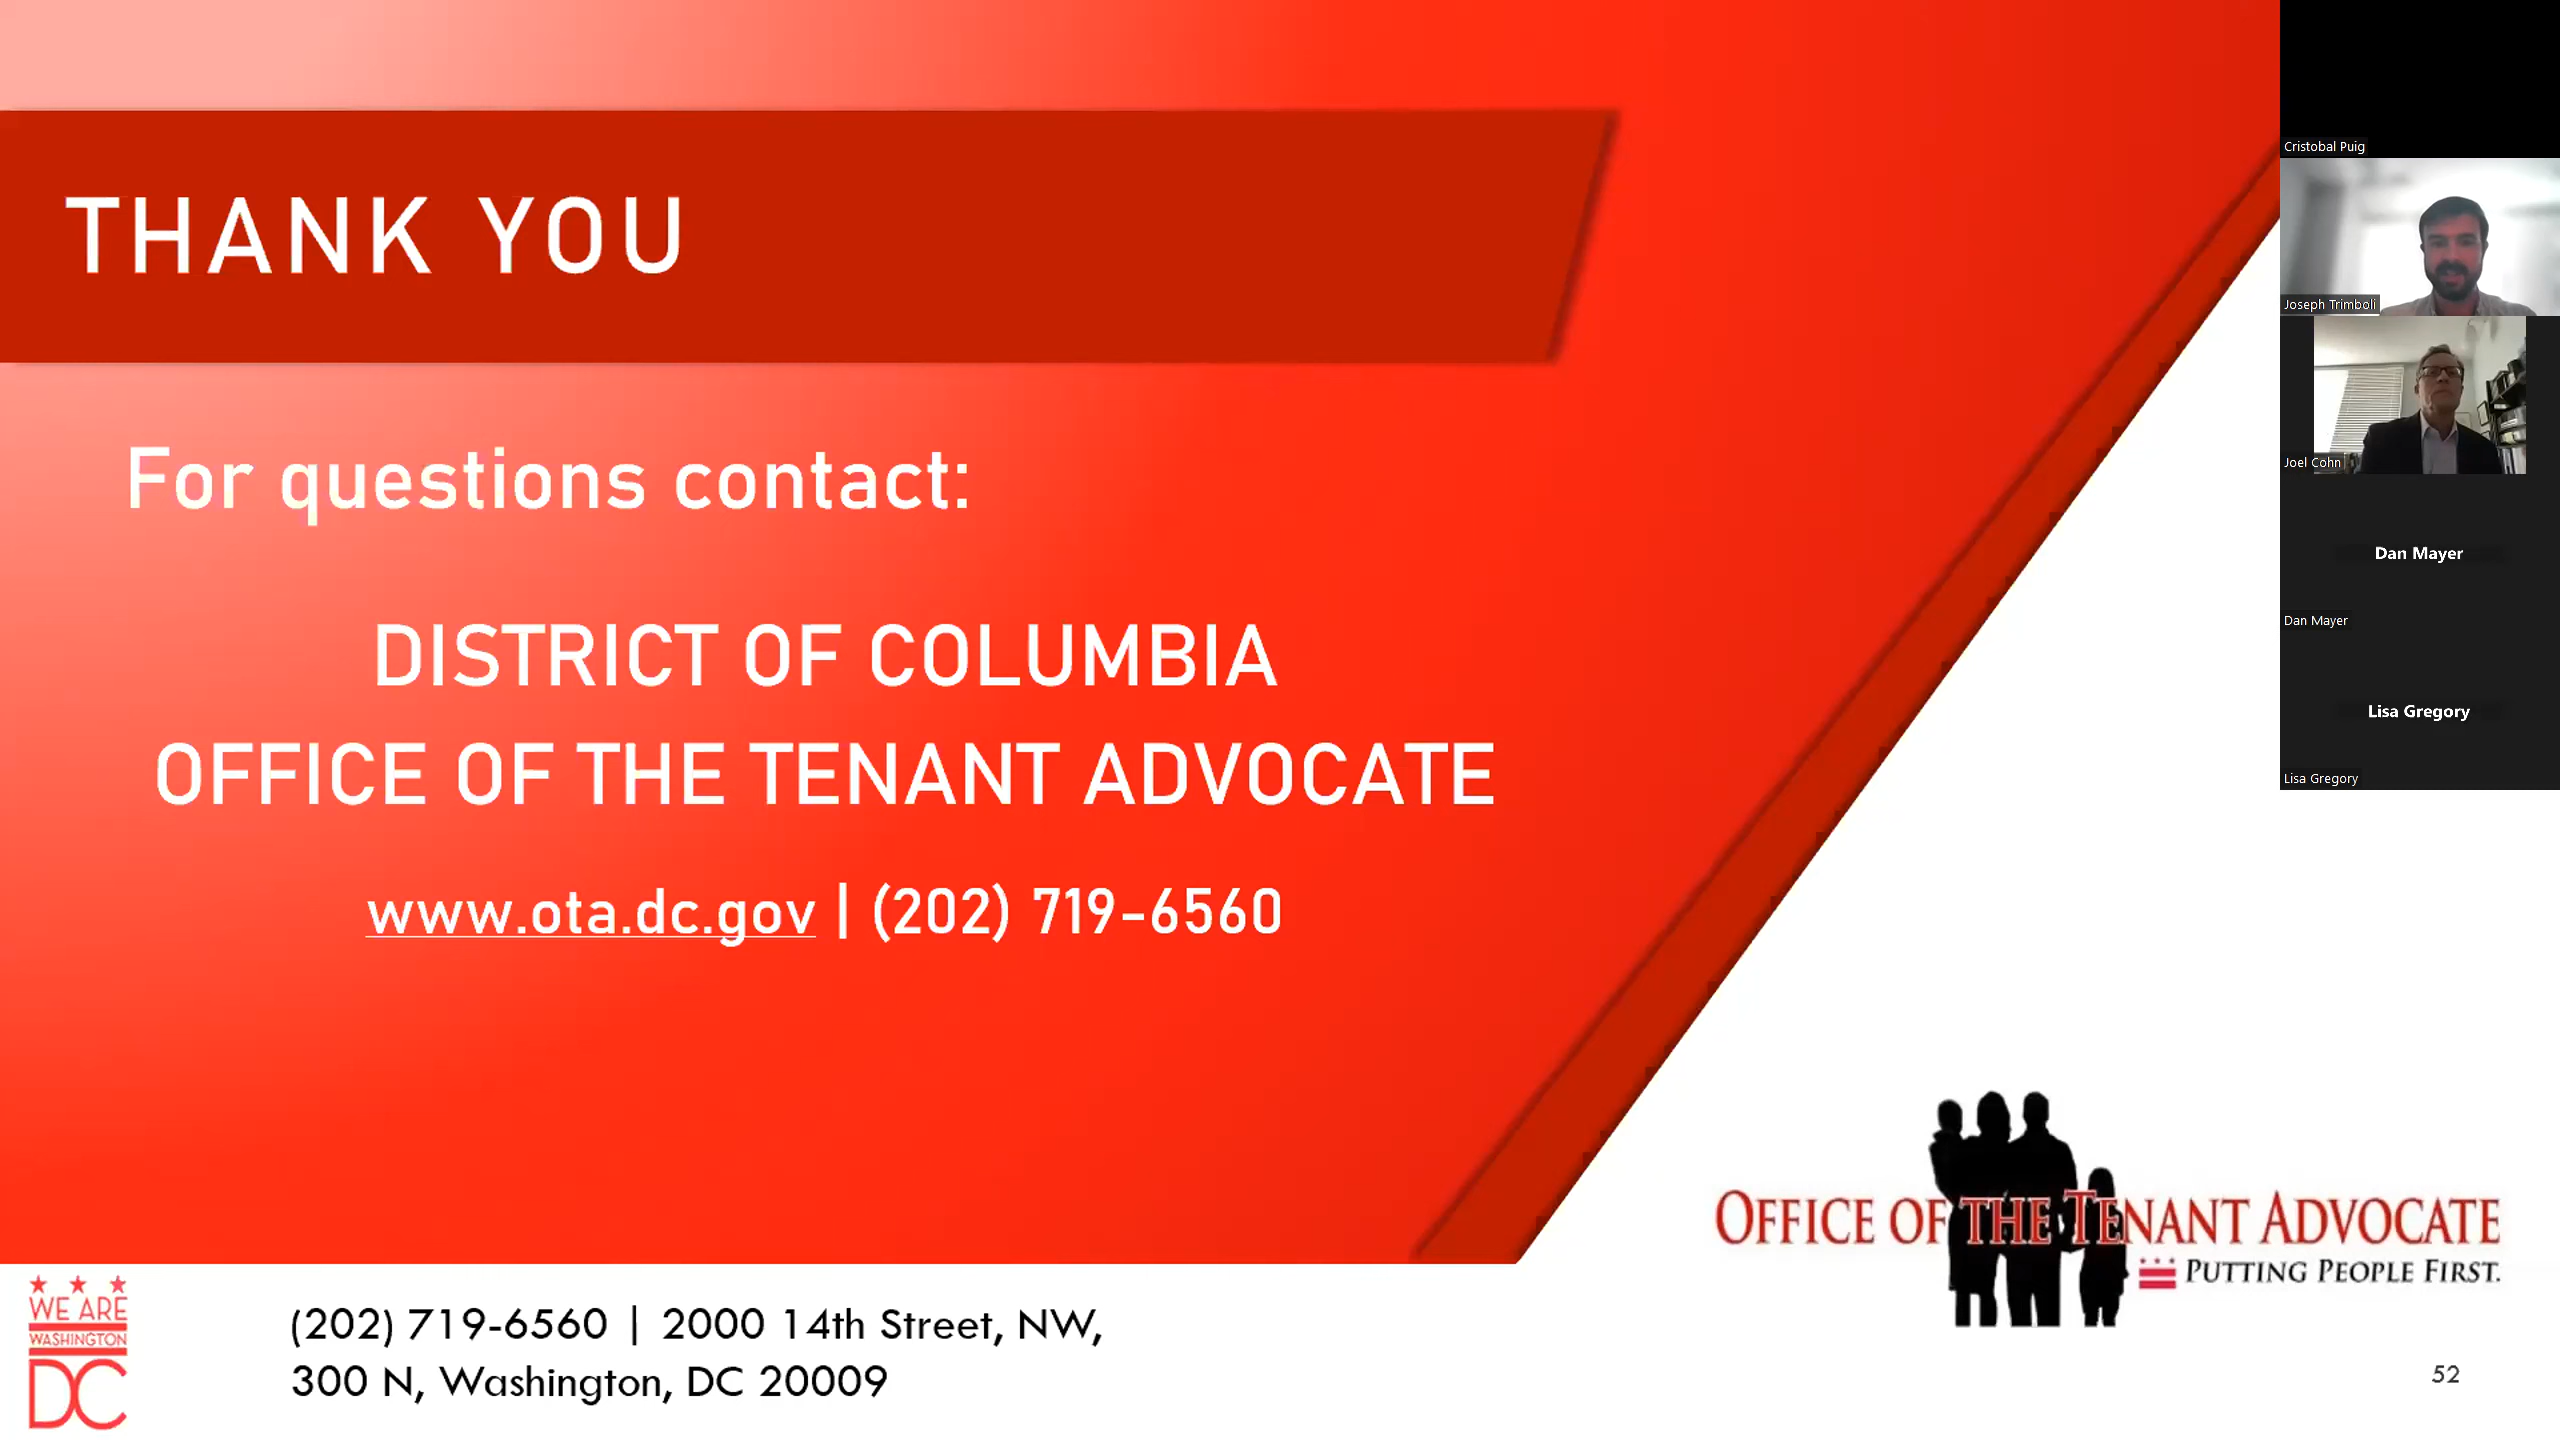 THANK YOU
For questions contact:
DISTRICT OF COLUMBIA
OFFICE OF THE TENANT ADVOCATE
www.ota.dc.gov | (202) 719-6560
OFFICE OF THE TENANT ADVOCATE
PUTTING PEOPLE FIRST.
WE ARE
WASHINGTON
DC
(202) 719-6560 | 2000 14th Street, NW,
300 N, Washington, DC 20009
52
Cristobal Puig
Joseph Trimboli
Joel Cohn
Dan Mayer
Dan Mayer
Lisa Gregory
Lisa Gregory